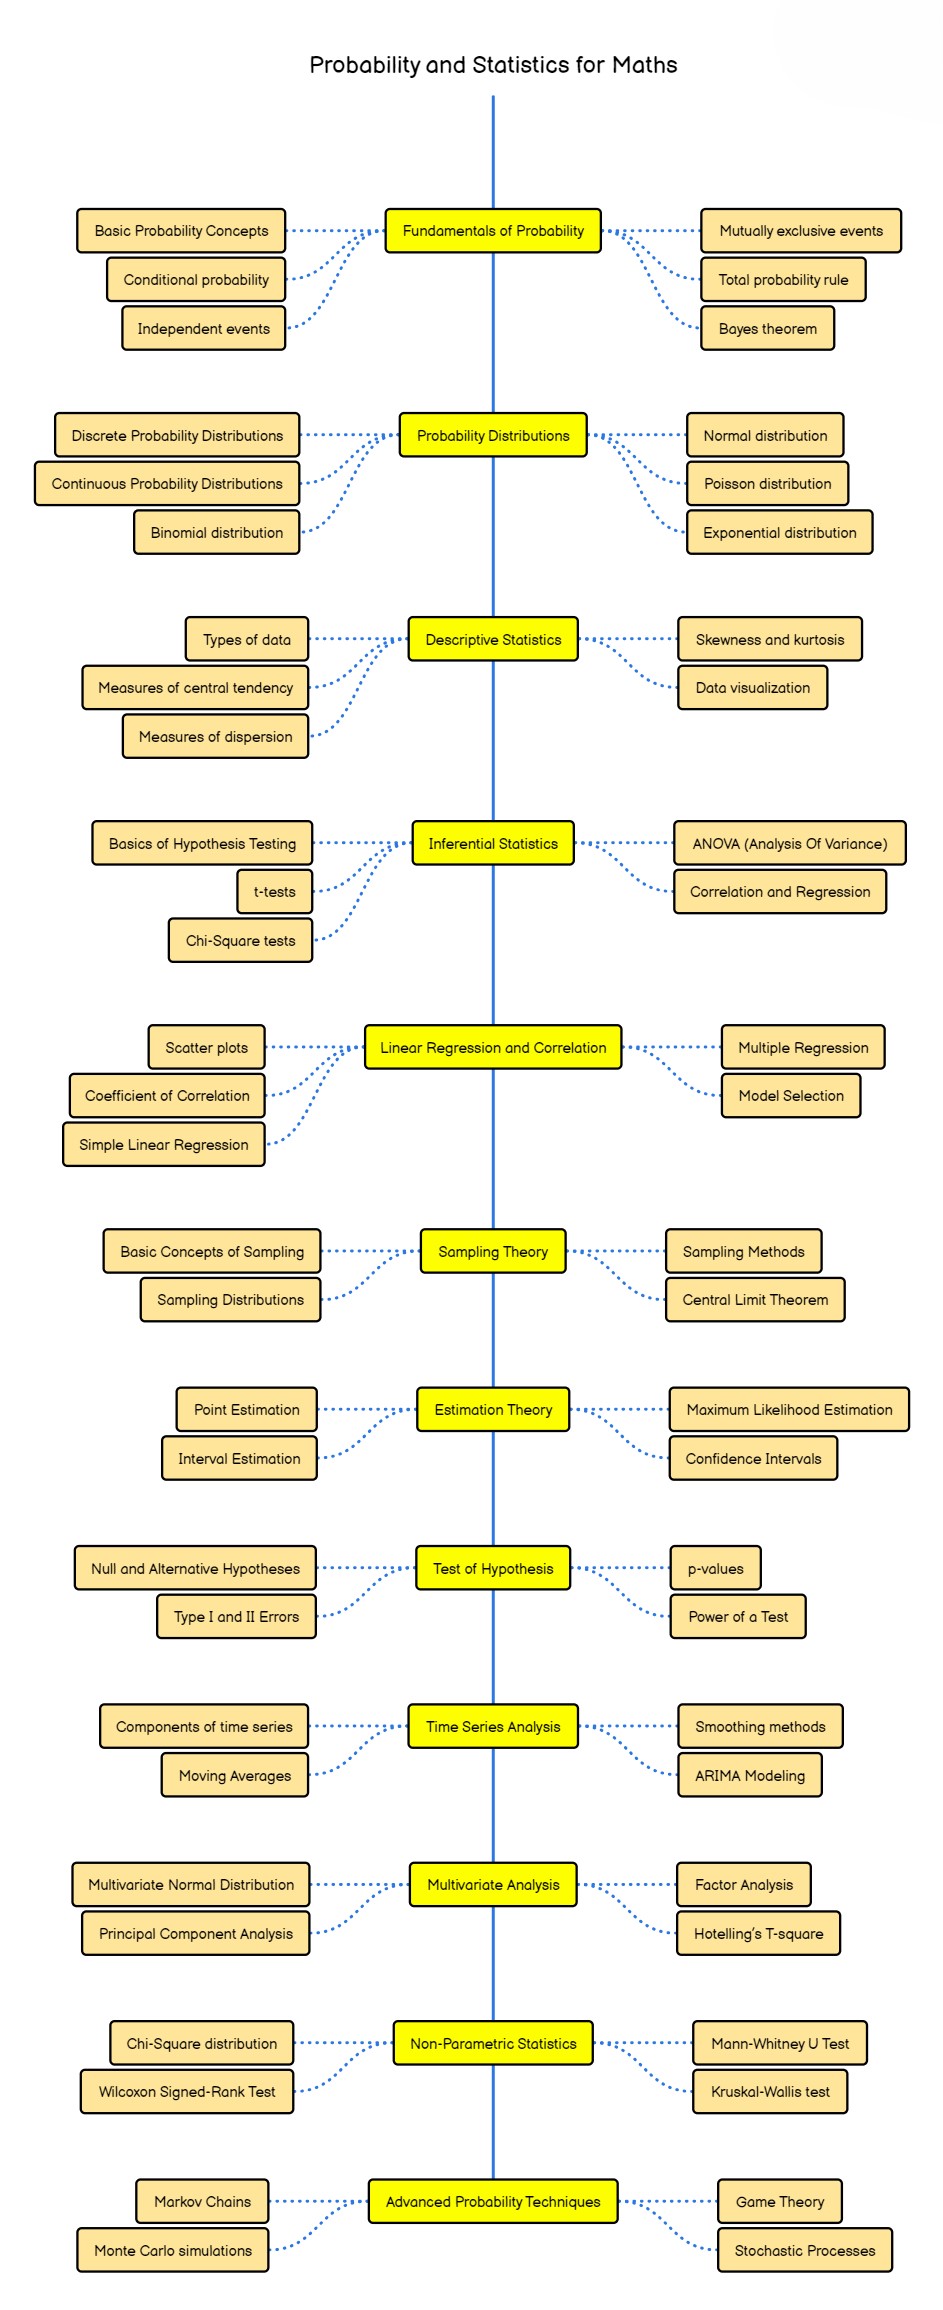 Probability and Statistics for Maths
Fundamentals of Probability
Basic Probability Concepts
Conditional probability
Independent events
Mutually exclusive events
Total probability rule
Bayes theorem
Probability Distributions
Discrete Probability Distributions
Continuous Probability Distributions
Binomial distribution
Normal distribution
Poisson distribution
Exponential distribution
Descriptive Statistics
Types of data
Measures of central tendency
Measures of dispersion
Skewness and kurtosis
Data visualization
Inferential Statistics
Basics of Hypothesis Testing
t-tests
Chi-Square tests
ANOVA (Analysis Of Variance)
Correlation and Regression
Linear Regression and Correlation
Scatter plots
Coefficient of Correlation
Simple Linear Regression
Multiple Regression
Model Selection
Sampling Theory
Basic Concepts of Sampling
Sampling Distributions
Sampling Methods
Central Limit Theorem
Estimation Theory
Point Estimation
Interval Estimation
Maximum Likelihood Estimation
Confidence Intervals
Test of Hypothesis
Null and Alternative Hypotheses
Type I and II Errors
p-values
Power of a Test
Time Series Analysis
Components of time series
Moving Averages
Smoothing methods
ARIMA Modeling
Multivariate Analysis
Multivariate Normal Distribution
Principal Component Analysis
Factor Analysis
Hotelling's T-square
Non-Parametric Statistics
Chi-Square distribution
Wilcoxon Signed-Rank Test
Mann-Whitney U Test
Kruskal-Wallis test
Advanced Probability Techniques
Markov Chains
Monte Carlo simulations
Game Theory
Stochastic Processes